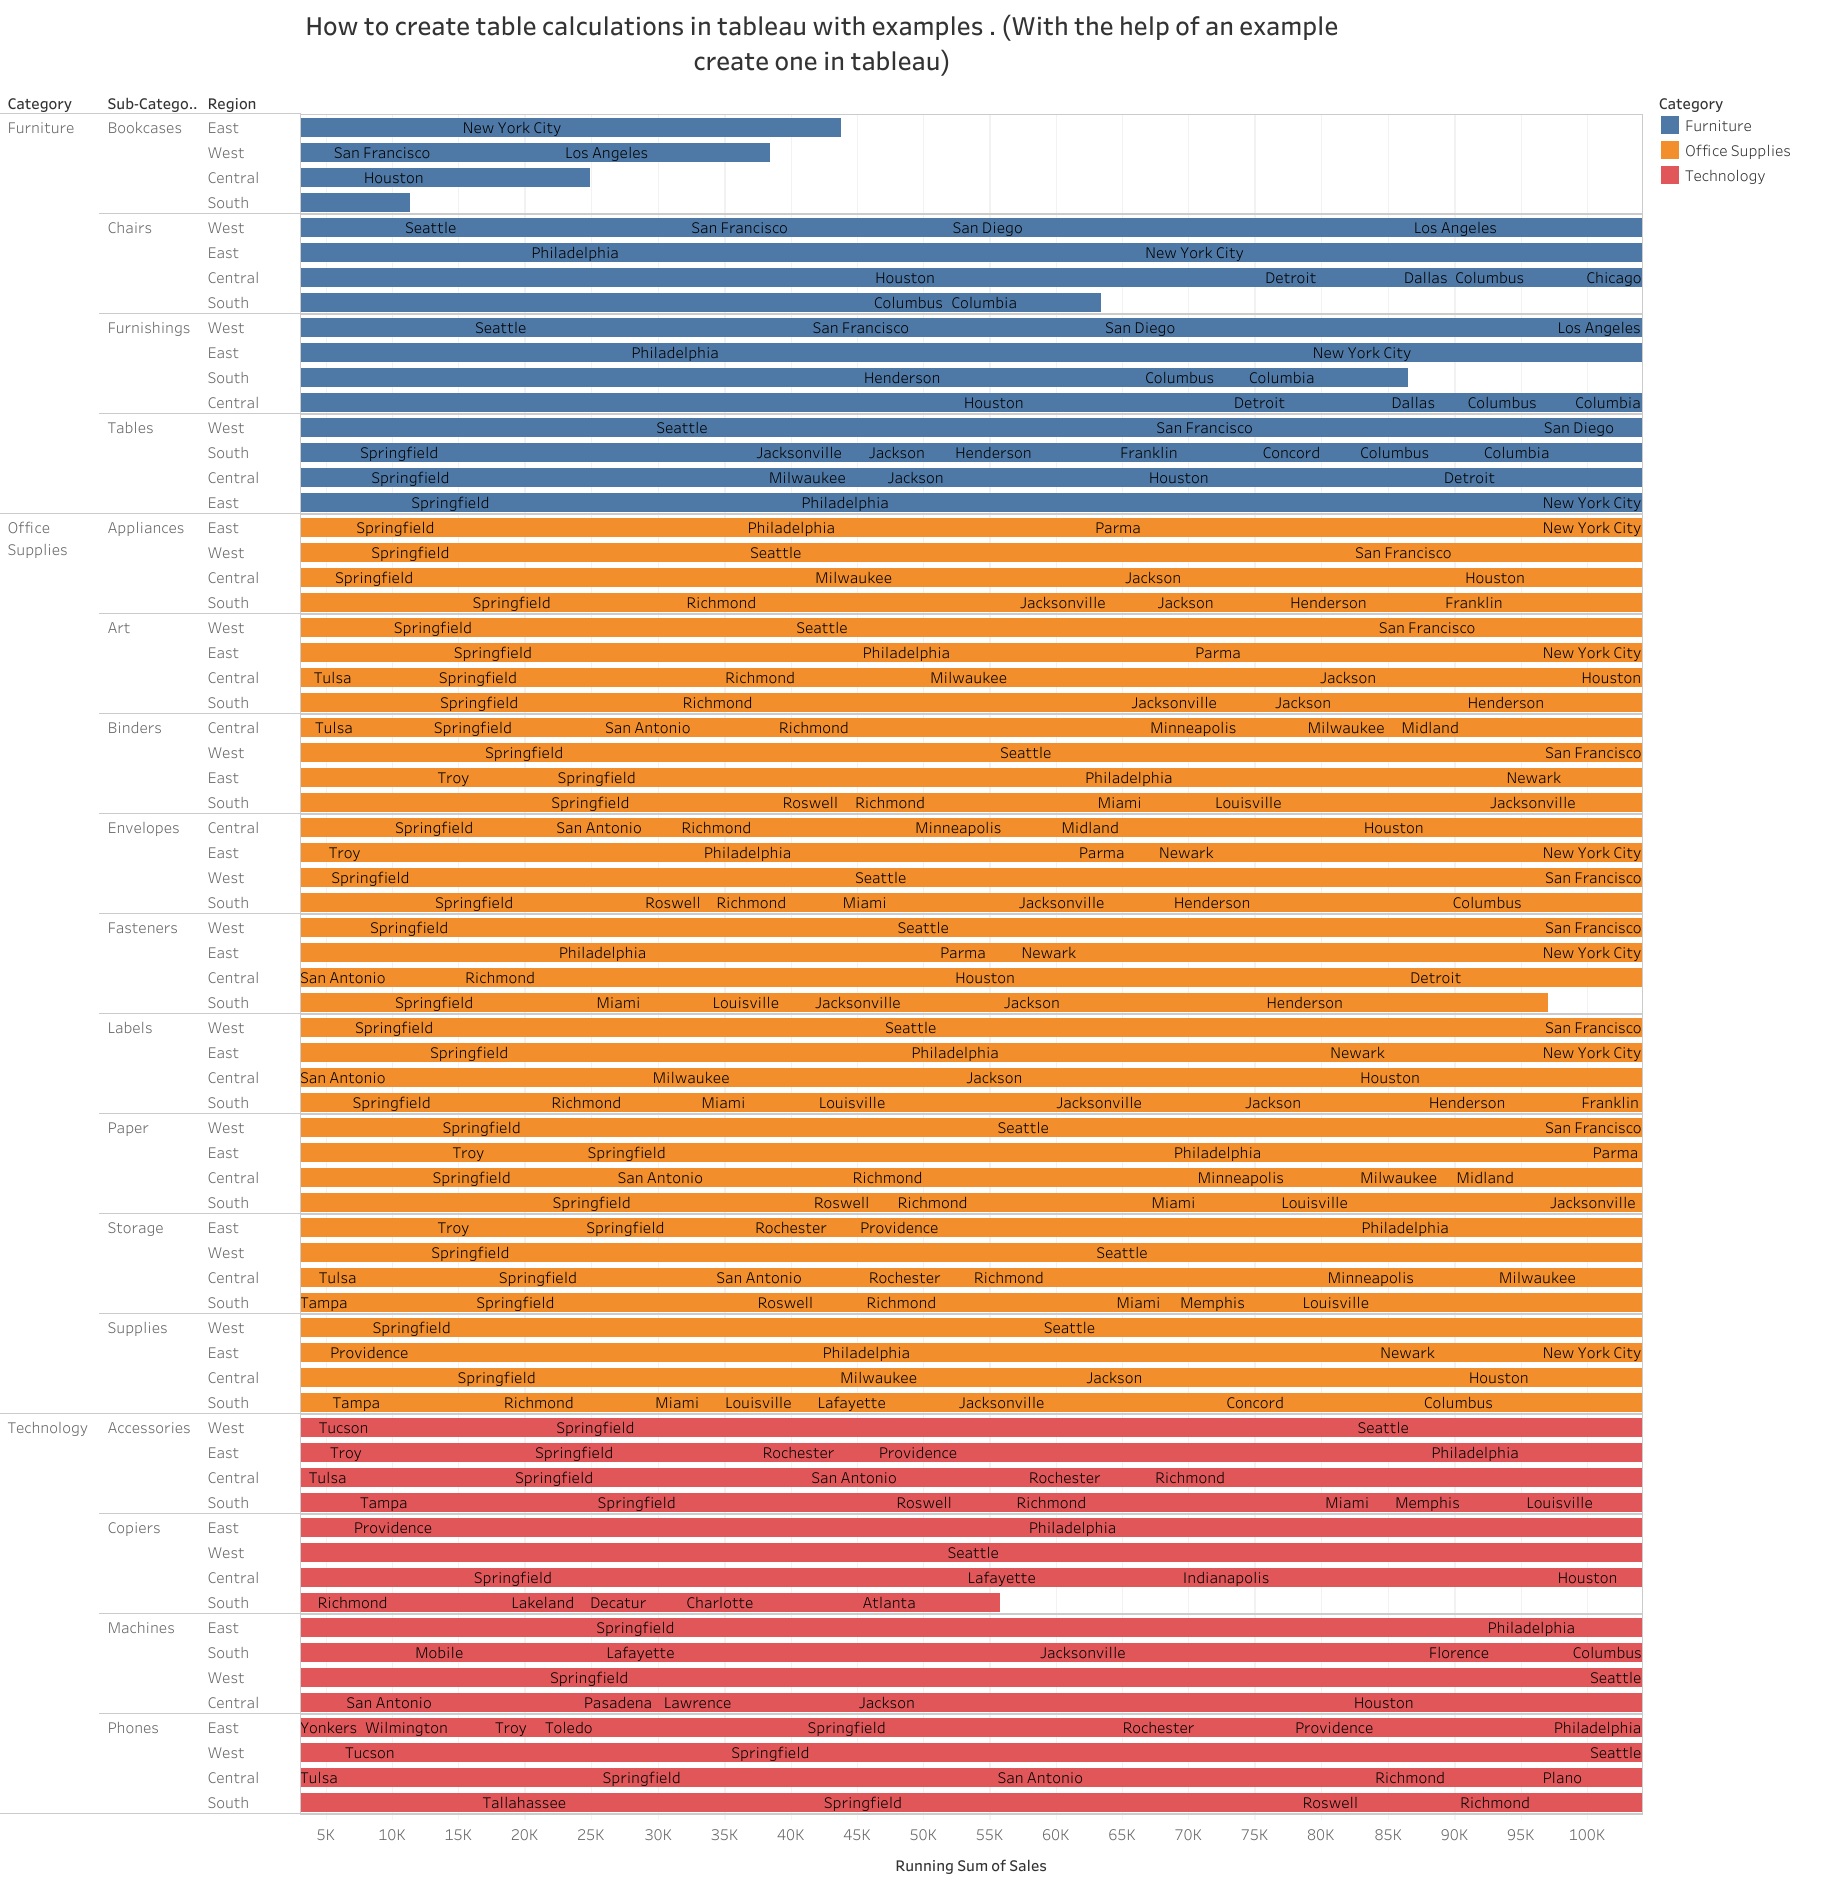 How to create table calculations in tableau with examples . (With the help of an example
create one in tableau)
Category Sub-Catego.. Region
Category
Furniture
Office Supplies
Technology
Furniture Bookcases East New York City
West San Francisco Los Angeles
Central Houston
South
Chairs West Seattle San Francisco San Diego Los Angeles
East Philadelphia New York City
Central Houston Detroit Dallas Columbus Chicago
South Columbus Columbia
Furnishings West Seattle San Francisco San Diego Los Angeles
East Philadelphia New York City
South Henderson Columbus Columbia
Central Houston Detroit Dallas Columbus Columbia
Tables West Seattle San Francisco San Diego
South Springfield Jacksonville Jackson Henderson Franklin Concord Columbus Columbia
Central Springfield Milwaukee Jackson Houston Detroit
East Springfield Philadelphia New York City
Office
Supplies
Appliances East Springfield Philadelphia Parma New York City
West Springfield Seattle San Francisco
Central Springfield Milwaukee Jackson Houston
South Springfield Richmond Jacksonville Jackson Henderson Franklin
Art West Springfield Seattle San Francisco
East Springfield Philadelphia Parma New York City
Central Tulsa Springfield Richmond Milwaukee Jackson Houston
South Springfield Richmond Jacksonville Jackson Henderson
Binders Central Tulsa Springfield San Antonio Richmond Minneapolis Milwaukee Midland
West Springfield Seattle San Francisco
East Troy Springfield Philadelphia Newark
South Springfield Roswell Richmond Miami Louisville Jacksonville
Envelopes Central Springfield San Antonio Richmond Minneapolis Midland Houston
East Troy Philadelphia Parma Newark New York City
West Springfield Seattle San Francisco
South Springfield Roswell Richmond Miami Jacksonville Henderson Columbus
Fasteners West Springfield Seattle San Francisco
East Philadelphia Parma Newark New York City
Central San Antonio Richmond Houston Detroit
South Springfield Miami Louisville Jacksonville Jackson Henderson
Labels West Springfield Seattle San Francisco
East Springfield Philadelphia Newark New York City
Central San Antonio Milwaukee Jackson Houston
South Springfield Richmond Miami Louisville Jacksonville Jackson Henderson Franklin
Paper West Springfield Seattle San Francisco
East Troy Springfield Philadelphia Parma
Central Springfield San Antonio Richmond Minneapolis Milwaukee Midland
South Springfield Roswell Richmond Miami Louisville Jacksonville
Storage East Troy Springfield Rochester Providence Philadelphia
West Springfield Seattle
Central Tulsa Springfield San Antonio Rochester Richmond Minneapolis Milwaukee
South Tampa Springfield Roswell Richmond Miami Memphis Louisville
Supplies West Springfield Seattle
East Providence Philadelphia Newark New York City
Central Springfield Milwaukee Jackson Houston
South Tampa Richmond Miami Louisville Lafayette Jacksonville Concord Columbus
Technology Accessories West Tucson Springfield Seattle
East Troy Springfield Rochester Providence Philadelphia
Central Tulsa Springfield San Antonio Rochester Richmond
South Tampa Springfield Roswell Richmond Miami Memphis Louisville
Copiers East Providence Philadelphia
West Seattle
Central Springfield Lafayette Indianapolis Houston
South Richmond Lakeland Decatur Charlotte Atlanta
Machines East Springfield Philadelphia
South Mobile Lafayette Jacksonville Florence Columbus
West Springfield Seattle
Central San Antonio Pasadena Lawrence Jackson Houston
Phones East Yonkers Wilmington Troy Toledo Springfield Rochester Providence Philadelphia
West Tucson Springfield Seattle
Central Tulsa Springfield San Antonio Richmond Plano
South Tallahassee Springfield Roswell Richmond
5K 10K 15K 20K 25K 30K 35K 40K 45K 50K 55K 60K 65K 70K 75K 80K 85K 90K 95K 100K
Running Sum of Sales